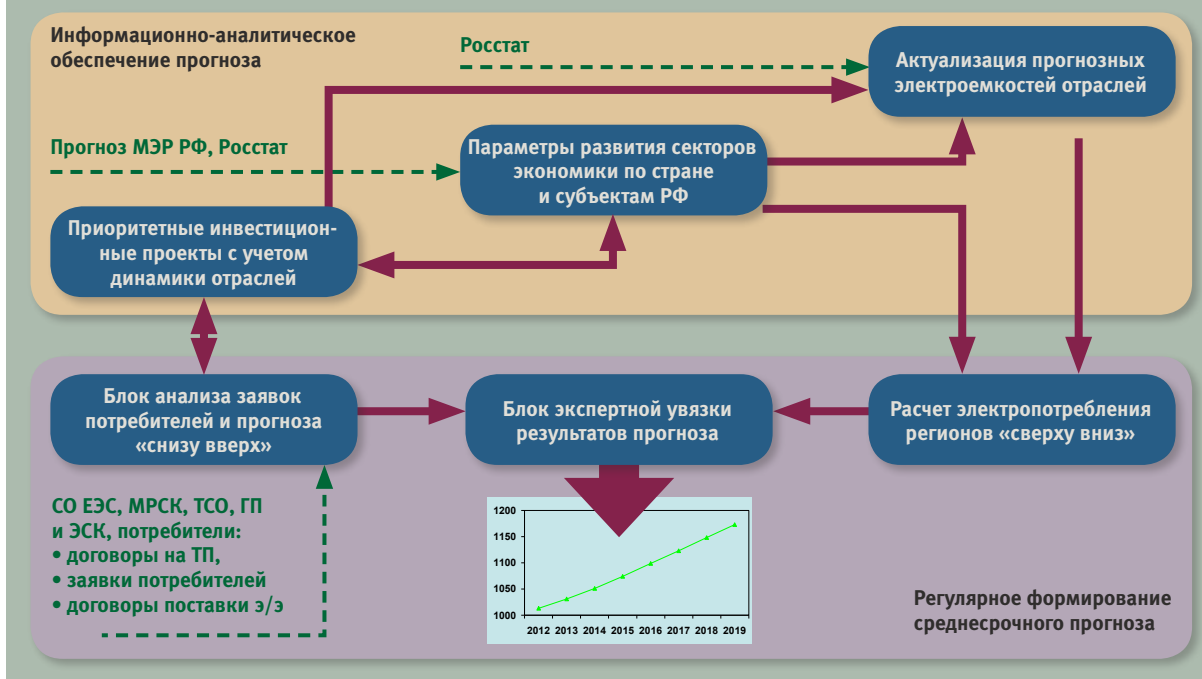 Информационно-аналитическое
обеспечение прогноза
Росстат
Актуализация прогнозных
электроемкостей отраслей
Прогноз МЭР РФ, Росстат
Параметры развития секторов
экономики по стране
и субъектам РФ
Приоритетные инвестицион-
ные проекты с учетом
динамики отраслей
Блок анализа заявок
потребителей и прогноза
«снизу вверх»
Блок экспертной увязки
результатов прогноза
Расчет электропотребления
регионов «сверху вниз»
СО ЕЭС, МРСК, ТСО, ГП
и ЭСК, потребители:
• договоры на ТП,
• заявки потребителей
• договоры поставки э/э
1200
1150
1100
1050
1000
2012 2013 2014 2015 2016 2017 2018 2019
Регулярное формирование
среднесрочного прогноза